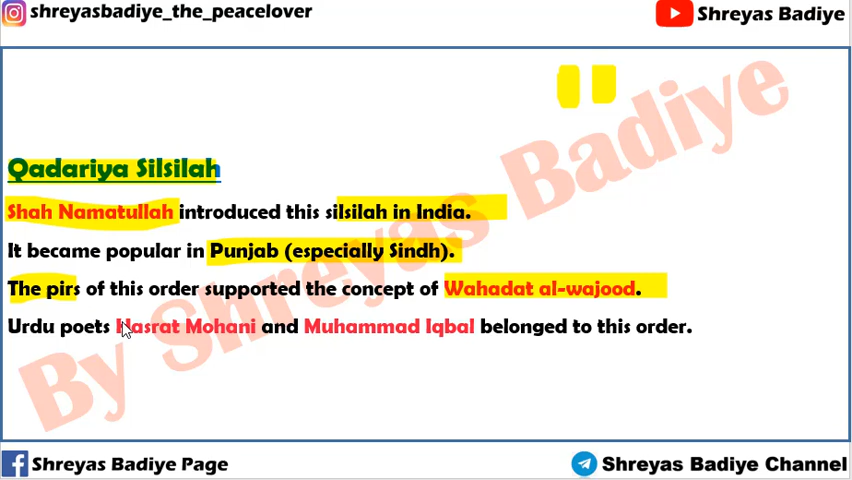 shreyasbadiye_the_peacelover
Shreyas Badiye
Qadariya Silsilah
Shah Namatullah introduced this silsilah in India.
It became popular in Punjab (especially Sindh).
The pirs of this order supported the concept of Wahadat al-wajood.
Urdu poets Hasrat Mohani and Muhammad Iqbal belonged to this order.
By Shreyas Badiye
Shreyas Badiye Page
Shreyas Badiye Channel